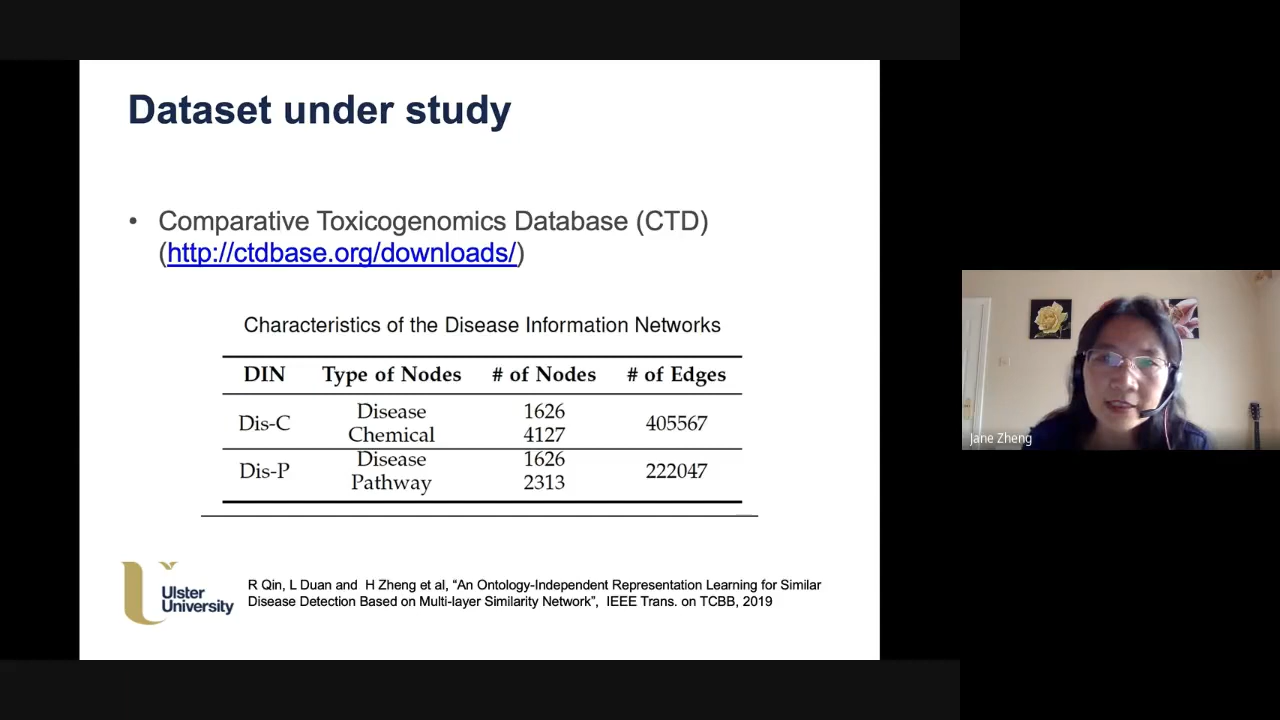 Dataset under study
• Comparative Toxicogenomics Database (CTD)
(http://ctdbase.org/downloads/)
Characteristics of the Disease Information Networks
DIN Type of Nodes # of Nodes # of Edges
Dis-C Disease 1626 405567
Chemical 4127
Dis-P Disease 1626 222047
Pathway 2313
Ulster
University
R Qin, L Duan and H Zheng et al, “An Ontology-Independent Representation Learning for Similar
Disease Detection Based on Multi-layer Similarity Network”, IEEE Trans. on TCBB, 2019
Jane Zheng